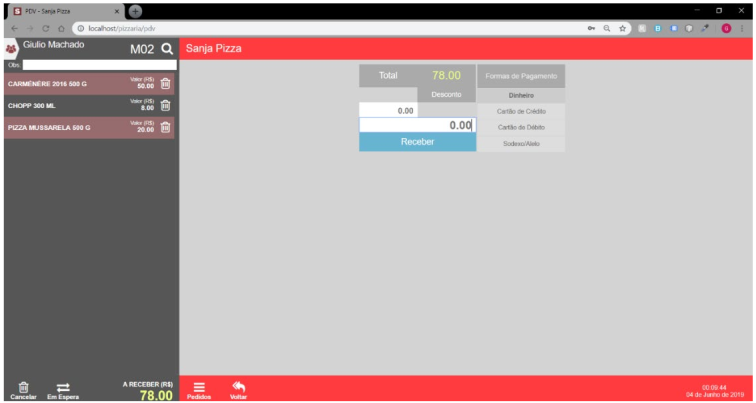 PDV - Sanja Pizza
localhost/pizzaria/pdv
Giulio Machado
M02
Sanja Pizza
Obs.
CARMÉNÈRE 2016 500 G
Valor (R$)
50.00
CHOPP 300 ML
Valor (R$)
8.00
PIZZA MUSSARELA 500 G
Valor (R$)
20.00
Total
78.00
Formas de Pagamento
Desconto
Dinheiro
0.00
Cartão de Crédito
0.00
Cartão de Débito
Receber
Sodexo/Alelo
Cancelar
Em Espera
A RECEBER (R$)
78.00
Pedidos
Voltar
00:09:44
04 de Junho de 2019